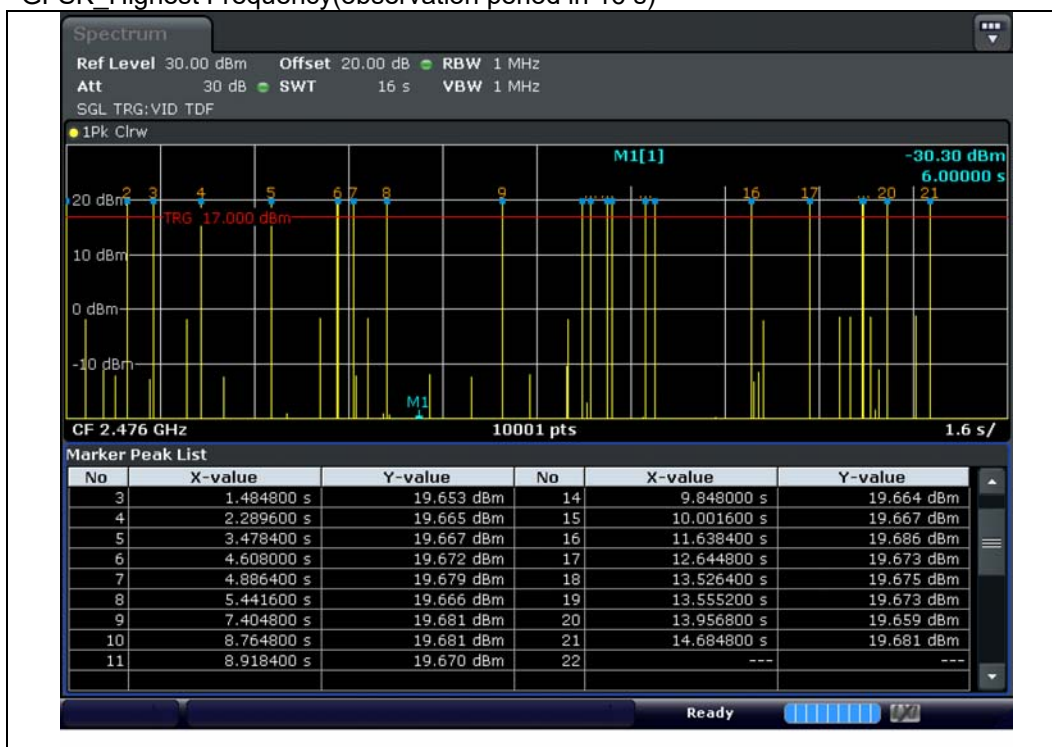 GFSK_Highest Frequency(observation period in 16 s)
Spectrum
Ref Level 30.00 dBm Offset 20.00 dB RBW 1 MHz
Att 30 dB SWT 16 s VBW 1 MHz
SGL TRG:VID TDF
1Pk Clrw
M1[1] -30.30 dBm
6.00000 s
2 3 4 5 6 7 8 9 16 17 20 21
20 dBm
TRG 17.000 dBm
10 dBm
0 dBm
-10 dBm
M1
CF 2.476 GHz 10001 pts 1.6 s/
Marker Peak List
No X-value Y-value No X-value Y-value
3 1.484800 s 19.653 dBm 14 9.848000 s 19.664 dBm
4 2.289600 s 19.665 dBm 15 10.001600 s 19.667 dBm
5 3.478400 s 19.667 dBm 16 11.638400 s 19.686 dBm
6 4.608000 s 19.672 dBm 17 12.644800 s 19.673 dBm
7 4.886400 s 19.679 dBm 18 13.526400 s 19.675 dBm
8 5.441600 s 19.666 dBm 19 13.555200 s 19.673 dBm
9 7.404800 s 19.681 dBm 20 13.956800 s 19.659 dBm
10 8.764800 s 19.681 dBm 21 14.684800 s 19.681 dBm
11 8.918400 s 19.670 dBm 22 --- ---
Ready